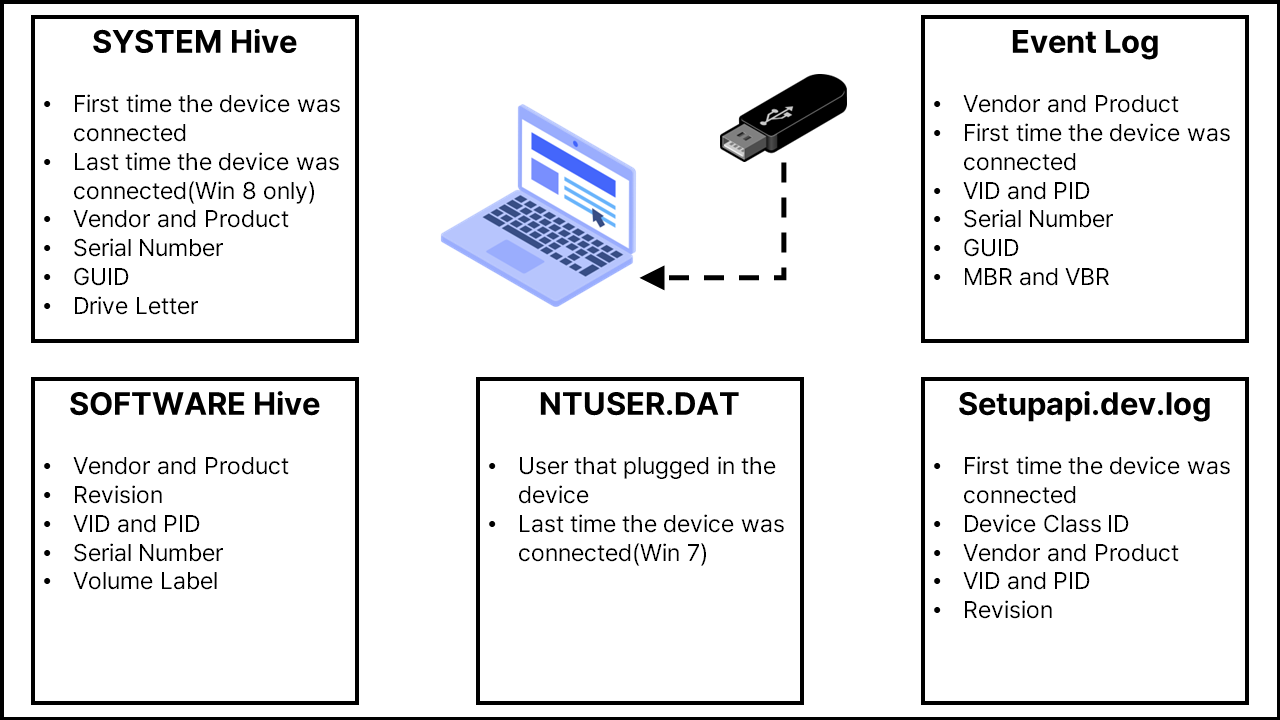 SYSTEM Hive
• First time the device was
connected
• Last time the device was
connected(Win 8 only)
• Vendor and Product
• Serial Number
• GUID
• Drive Letter
Event Log
• Vendor and Product
• First time the device was
connected
• VID and PID
• Serial Number
• GUID
• MBR and VBR
SOFTWARE Hive
• Vendor and Product
• Revision
• VID and PID
• Serial Number
• Volume Label
NTUSER.DAT
• User that plugged in the
device
• Last time the device was
connected(Win 7)
Setupapi.dev.log
• First time the device was
connected
• Device Class ID
• Vendor and Product
• VID and PID
• Revision